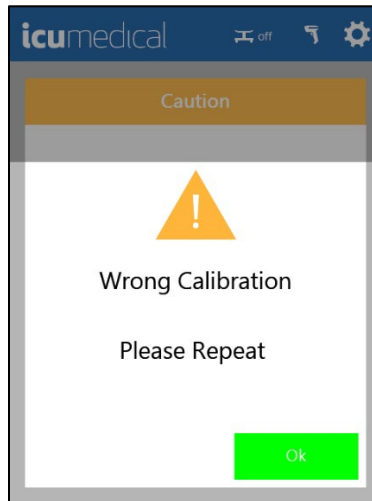 icumedical off
Caution
!
Wrong Calibration
Please Repeat
Ok